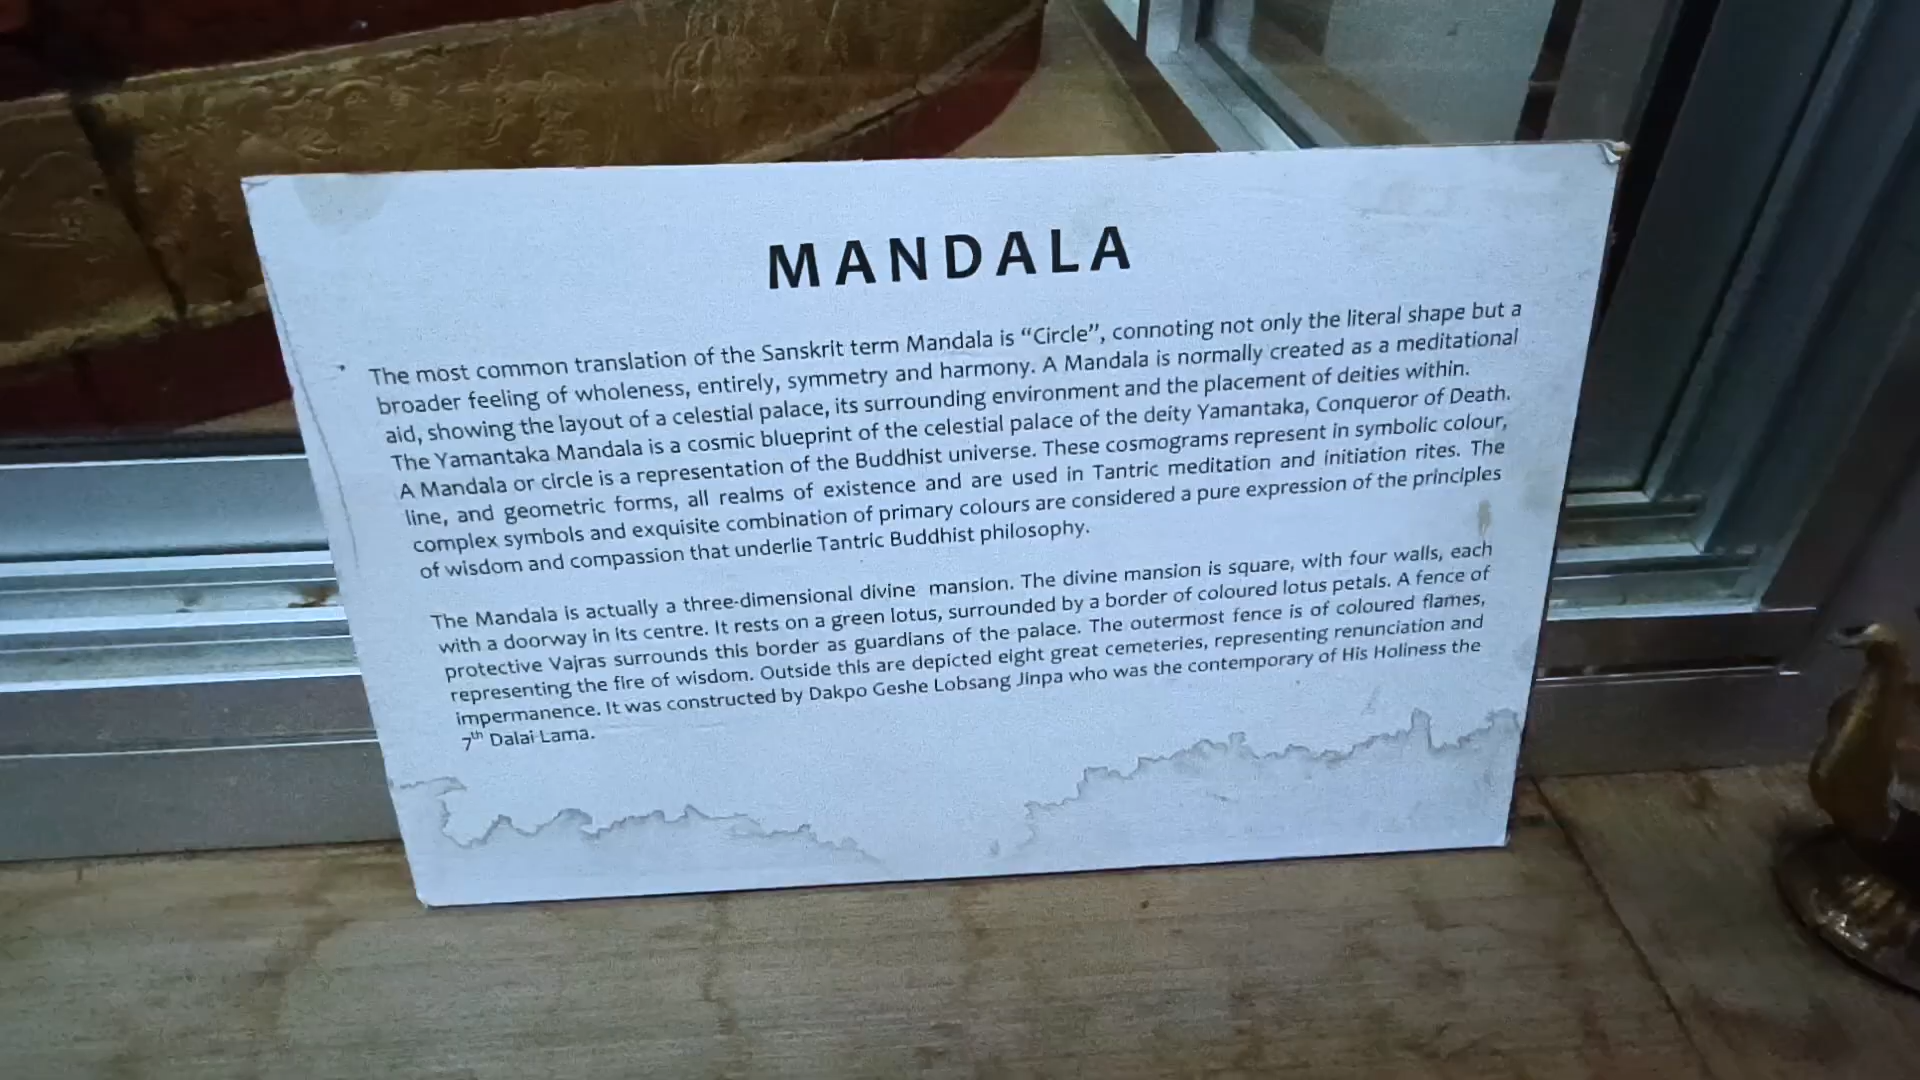 MANDALA
The most common translation of the Sanskrit term Mandala is “Circle”, connoting not only the literal shape but a
broader feeling of wholeness, entirely, symmetry and harmony. A Mandala is normally created as a meditational
aid, showing the layout of a celestial palace, its surrounding environment and the placement of deities within.
The Yamantaka Mandala is a cosmic blueprint of the celestial palace of the deity Yamantaka, Conqueror of Death.
A Mandala or circle is a representation of the Buddhist universe. These cosmograms represent in symbolic colour,
line, and geometric forms, all realms of existence and are used in Tantric meditation and initiation rites. The
complex symbols and exquisite combination of primary colours are considered a pure expression of the principles
of wisdom and compassion that underlie Tantric Buddhist philosophy.
The Mandala is actually a three-dimensional divine mansion. The divine mansion is square, with four walls, each
with a doorway in its centre. It rests on a green lotus, surrounded by a border of coloured lotus petals. A fence of
protective Vajras surrounds this border as guardians of the palace. The outermost fence is of coloured flames,
representing the fire of wisdom. Outside this are depicted eight great cemeteries, representing renunciation and
impermanence. It was constructed by Dakpo Geshe Lobsang Jinpa who was the contemporary of His Holiness the
7th Dalai Lama.